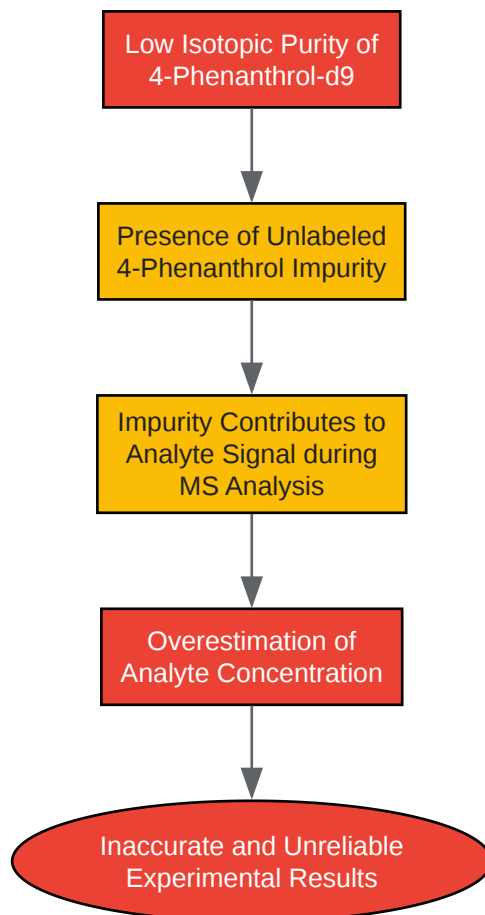 Low Isotopic Purity of
4-Phenanthrol-d9
Presence of Unlabeled
4-Phenanthrol Impurity
Impurity Contributes to
Analyte Signal during
MS Analysis
Overestimation of
Analyte Concentration
Inaccurate and Unreliable
Experimental Results